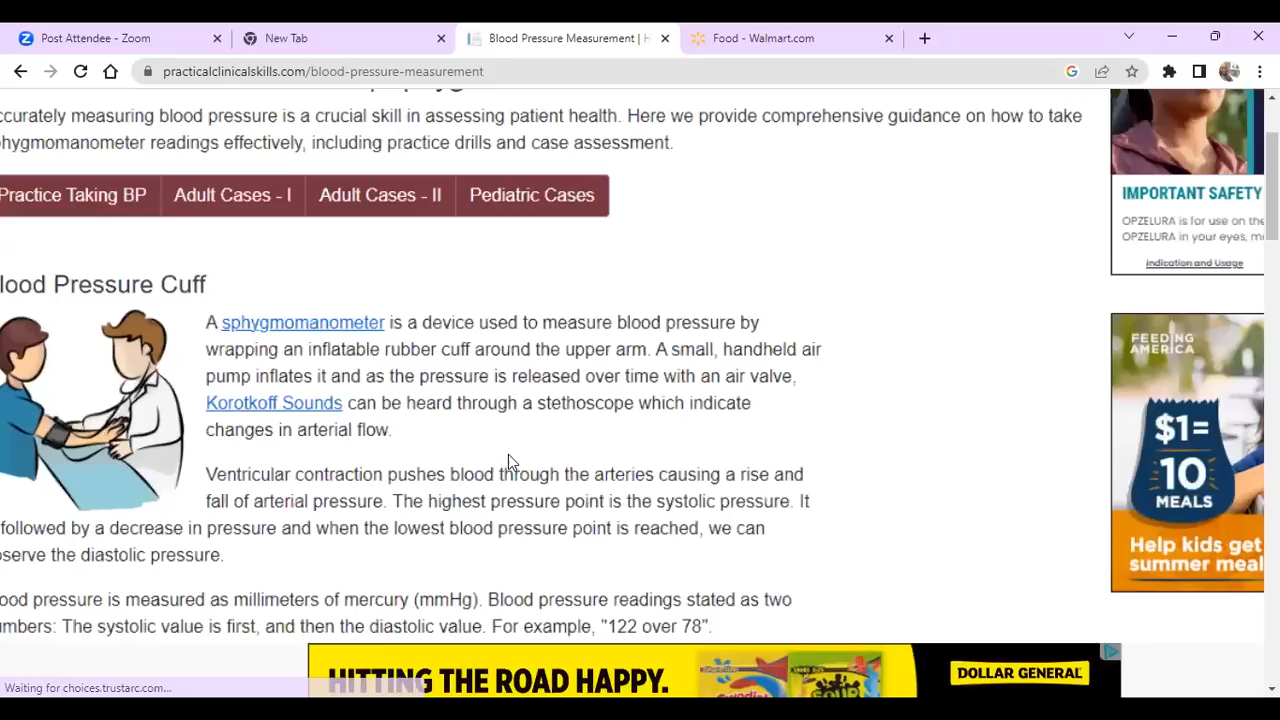 Post Attendee - Zoom
New Tab
Blood Pressure Measurement | H
Food - Walmart.com
practicalclinicalskills.com/blood-pressure-measurement
ccurately measuring blood pressure is a crucial skill in assessing patient health. Here we provide comprehensive guidance on how to take
hygmomanometer readings effectively, including practice drills and case assessment.
Practice Taking BP
Adult Cases - I
Adult Cases - II
Pediatric Cases
lood Pressure Cuff
A sphygmomanometer is a device used to measure blood pressure by
wrapping an inflatable rubber cuff around the upper arm. A small, handheld air
pump inflates it and as the pressure is released over time with an air valve,
Korotkoff Sounds can be heard through a stethoscope which indicate
changes in arterial flow.
Ventricular contraction pushes blood through the arteries causing a rise and
fall of arterial pressure. The highest pressure point is the systolic pressure. It
followed by a decrease in pressure and when the lowest blood pressure point is reached, we can
serve the diastolic pressure.
ood pressure is measured as millimeters of mercury (mmHg). Blood pressure readings stated as two
mbers: The systolic value is first, and then the diastolic value. For example, "122 over 78".
IMPORTANT SAFETY
OPZELURA is for use on the
OPZELURA in your eyes, m
Indication and Usage
FEEDING
AMERICA
$1=
10
MEALS
Help kids get
summer meal
HITTING THE ROAD HAPPY.
DOLLAR GENERAL
Waiting for choices.trustarc.com...